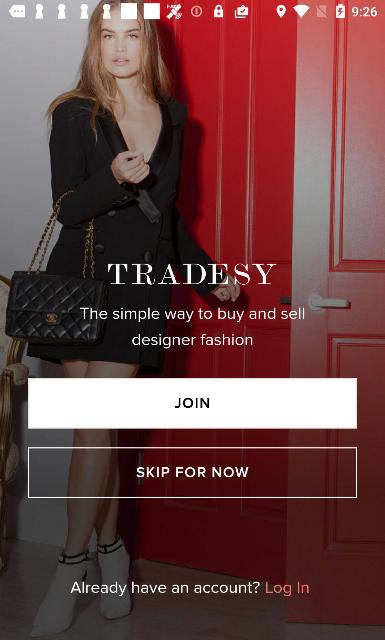 9:26
TRADESY
The simple way to buy and sell
designer fashion
JOIN
SKIP FOR NOW
Already have an account? Log In